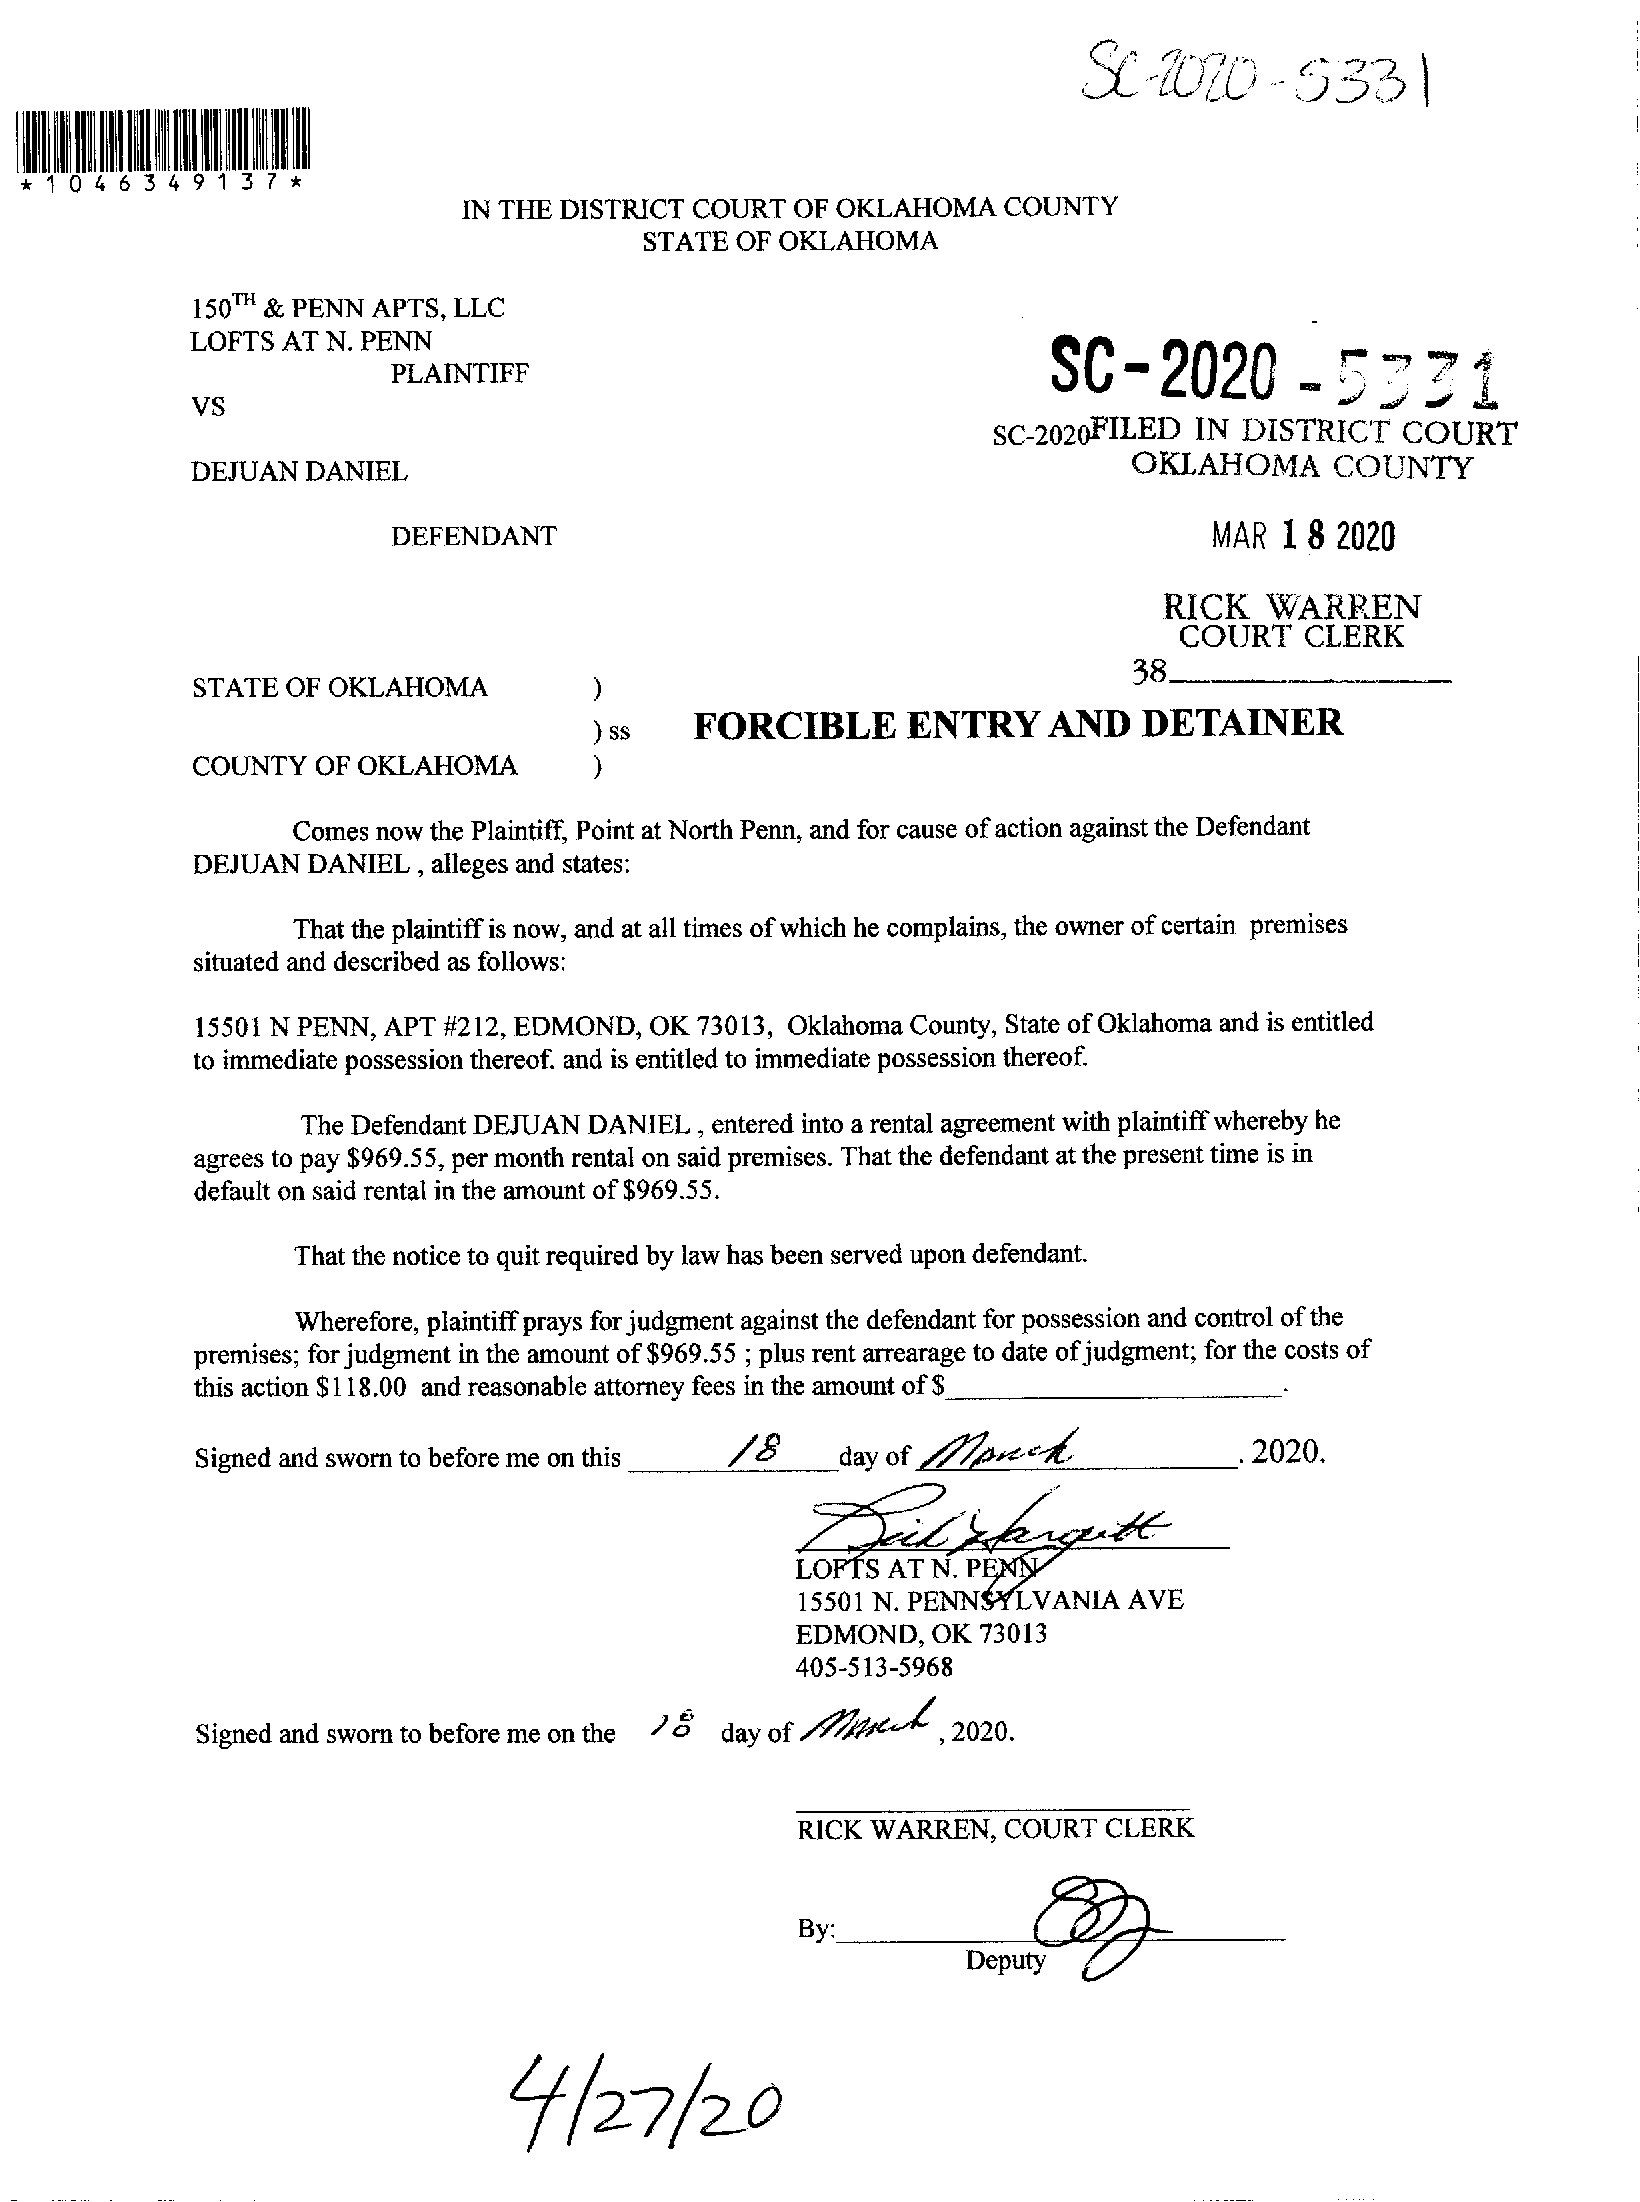 SC-2020-5331
*1046349137*
IN THE DISTRICT COURT OF OKLAHOMA COUNTY
STATE OF OKLAHOMA
150TH & PENN APTS, LLC
LOFTS AT N. PENN
PLAINTIFF
VS
SC-2020-5331
SC-2020FILED IN DISTRICT COURT
OKLAHOMA COUNTY
DEJUAN DANIEL
DEFENDANT
MAR 18 2020
RICK WARREN
COURT CLERK
38
STATE OF OKLAHOMA )
) ss FORCIBLE ENTRY AND DETAINER
COUNTY OF OKLAHOMA )
Comes now the Plaintiff, Point at North Penn, and for cause of action against the Defendant
DEJUAN DANIEL , alleges and states:
That the plaintiff is now, and at all times of which he complains, the owner of certain premises
situated and described as follows:
15501 N PENN, APT #212, EDMOND, OK 73013, Oklahoma County, State of Oklahoma and is entitled
to immediate possession thereof. and is entitled to immediate possession thereof.
The Defendant DEJUAN DANIEL , entered into a rental agreement with plaintiff whereby he
agrees to pay $969.55, per month rental on said premises. That the defendant at the present time is in
default on said rental in the amount of $969.55.
That the notice to quit required by law has been served upon defendant.
Wherefore, plaintiff prays for judgment against the defendant for possession and control of the
premises; for judgment in the amount of $969.55 ; plus rent arrearage to date of judgment; for the costs of
this action $118.00 and reasonable attorney fees in the amount of $ .
Signed and sworn to before me on this 18 day of March . 2020.
LOFTS AT N. PENN
15501 N. PENNSYLVANIA AVE
EDMOND, OK 73013
405-513-5968
Signed and sworn to before me on the 18 day of March , 2020.
RICK WARREN, COURT CLERK
By:
Deputy
4/27/20